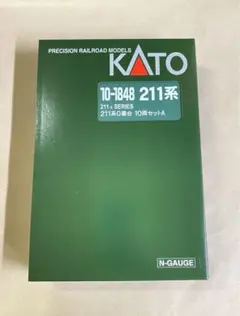 PRECISION RAILROAD MODELS
KATO
10-1848 211系
211系 SERIES
211系0番台 10両セットA
N-GAUGE